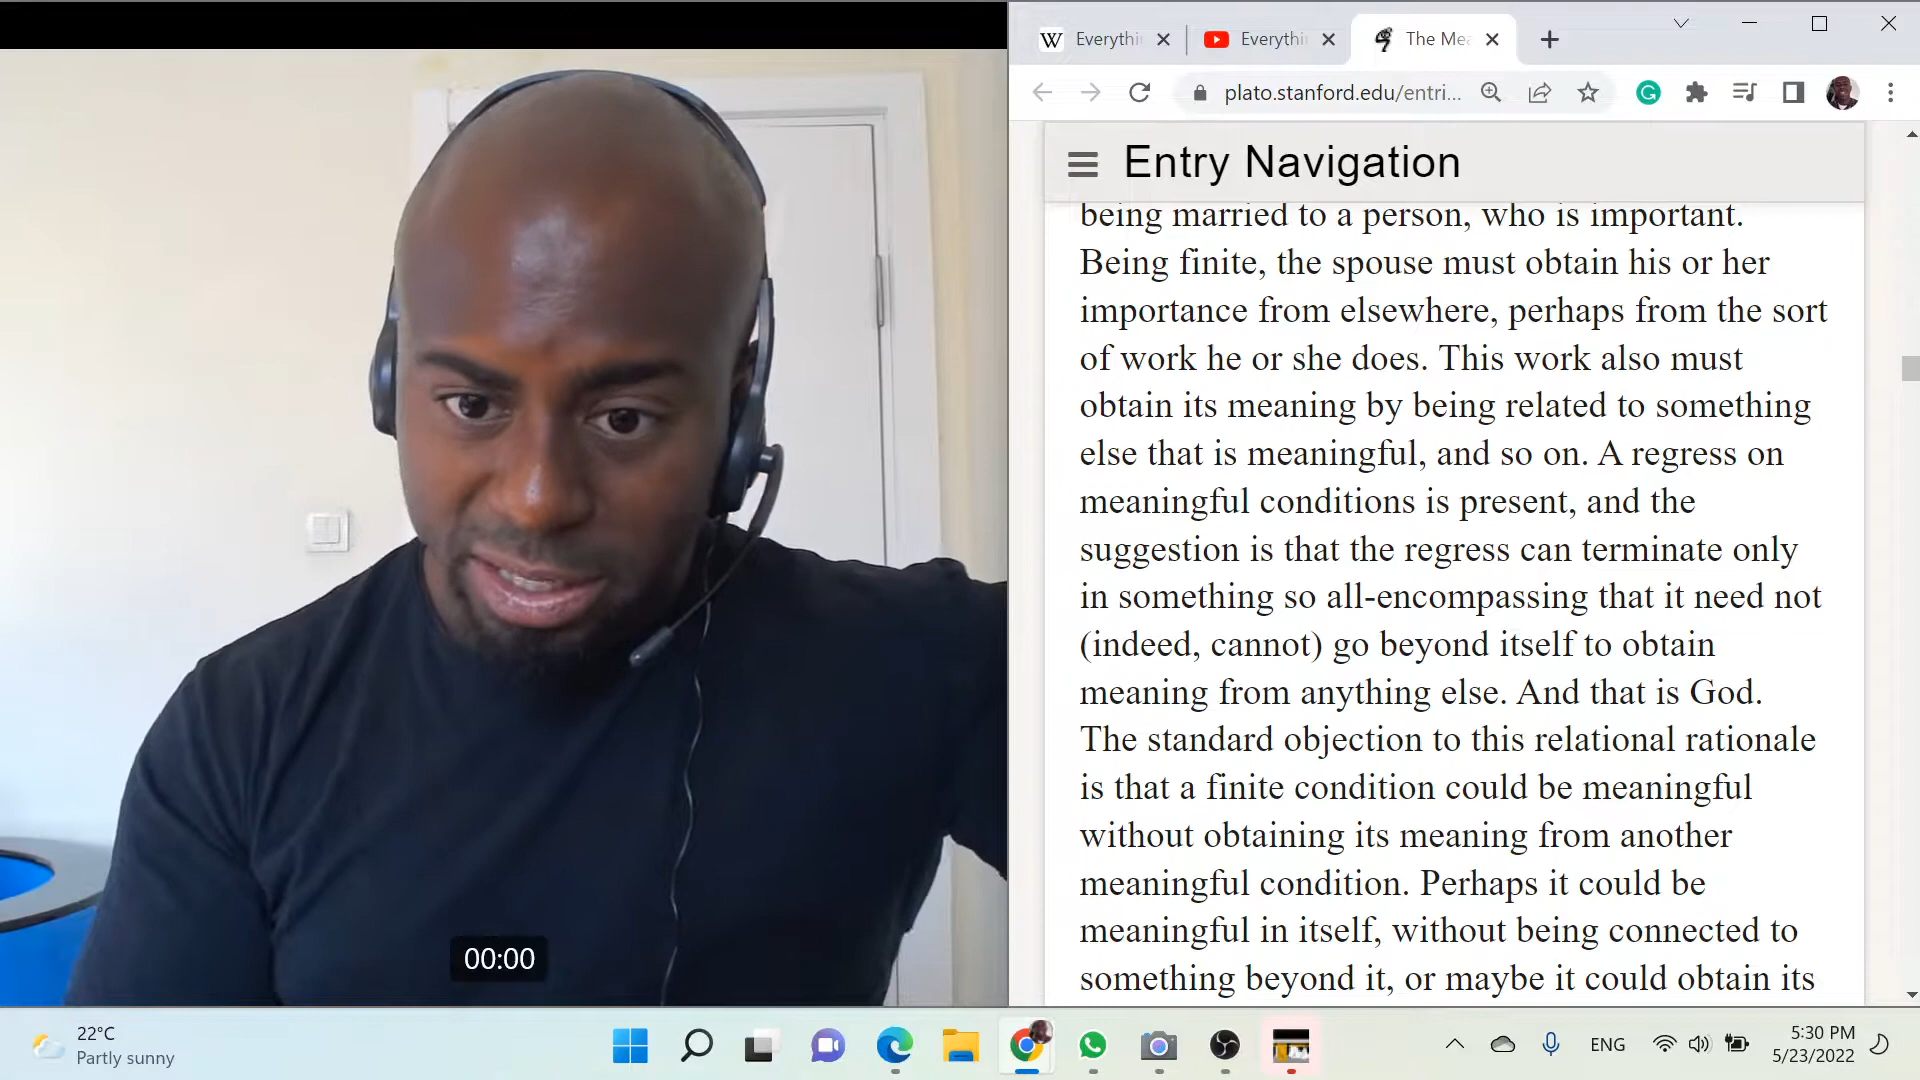 Everythi
Everythi
The Mea
plato.stanford.edu/entri...
Entry Navigation
being married to a person, who is important.
Being finite, the spouse must obtain his or her
importance from elsewhere, perhaps from the sort
of work he or she does. This work also must
obtain its meaning by being related to something
else that is meaningful, and so on. A regress on
meaningful conditions is present, and the
suggestion is that the regress can terminate only
in something so all-encompassing that it need not
(indeed, cannot) go beyond itself to obtain
meaning from anything else. And that is God.
The standard objection to this relational rationale
is that a finite condition could be meaningful
without obtaining its meaning from another
meaningful condition. Perhaps it could be
meaningful in itself, without being connected to
something beyond it, or maybe it could obtain its
00:00
22°C
Partly sunny
ENG
5:30 PM
5/23/2022